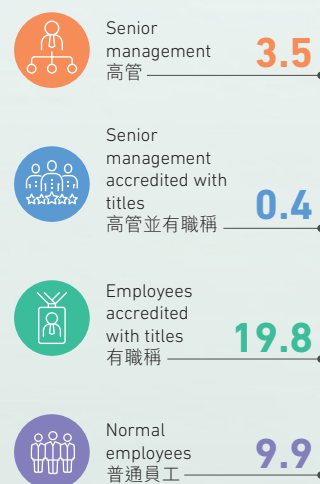 Senior
management
高管
3.5
Senior
management
accredited with
titles
高管並有職稱
0.4
Employees
accredited
with titles
有職稱
19.8
Normal
employees
普通員工
9.9